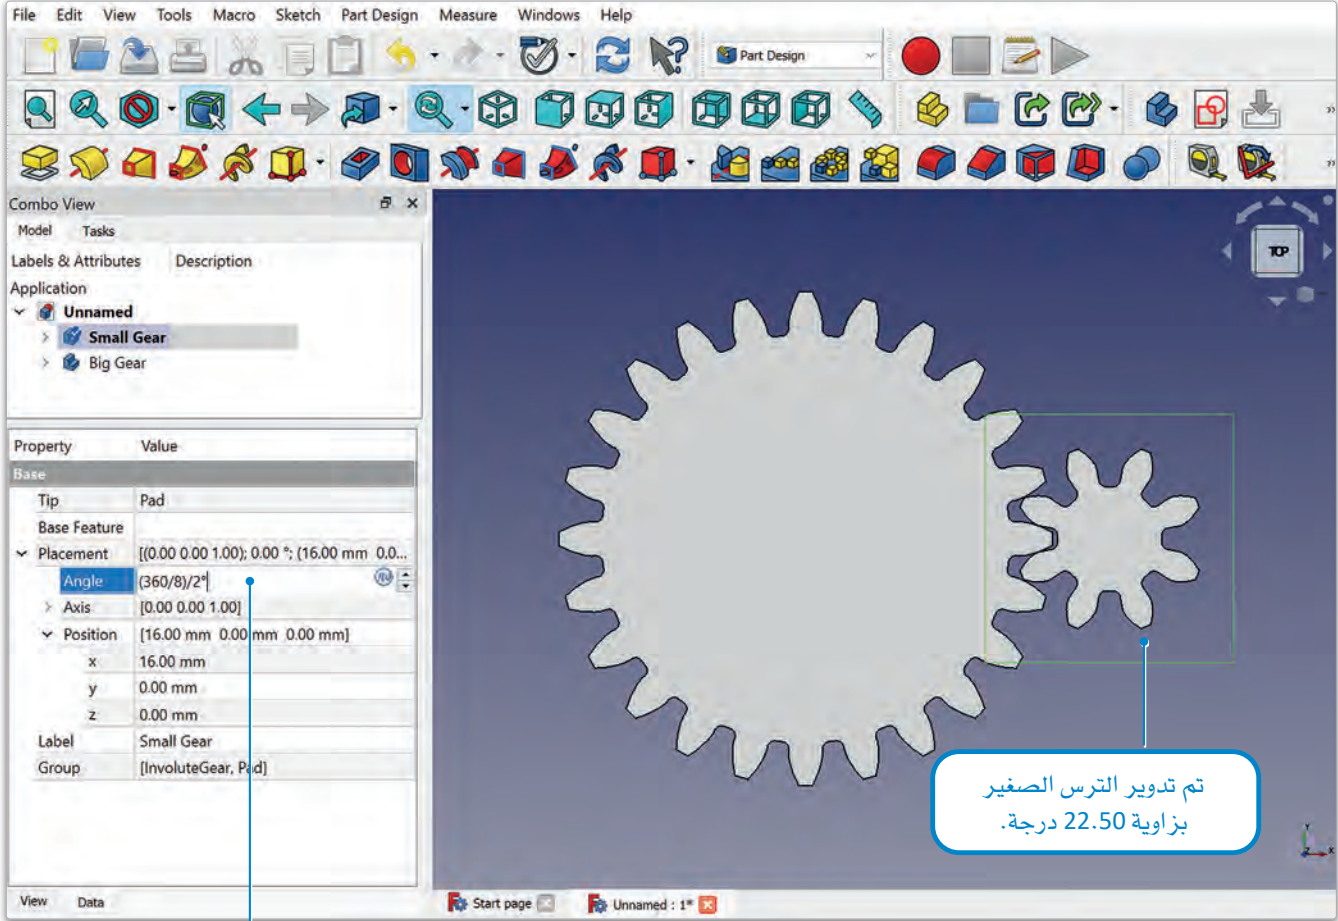 File Edit View Tools Macro Sketch Part Design Measure Windows Help
Part Design
Combo View
Model Tasks
Labels & Attributes Description
Application
Unnamed
Small Gear
Big Gear
Property Value
Base
Tip Pad
Base Feature
Placement [(0.00 0.00 1.00); 0.00 °; (16.00 mm 0.0...
Angle (360/8)/2°
Axis [0.00 0.00 1.00]
Position [16.00 mm 0.00 mm 0.00 mm]
x 16.00 mm
y 0.00 mm
z 0.00 mm
Label Small Gear
Group [InvoluteGear, Pad]
TOP
تم تدوير الترس الصغير
بزاوية 22.50 درجة.
Y
Z X
View Data
Start page
Unnamed : 1*